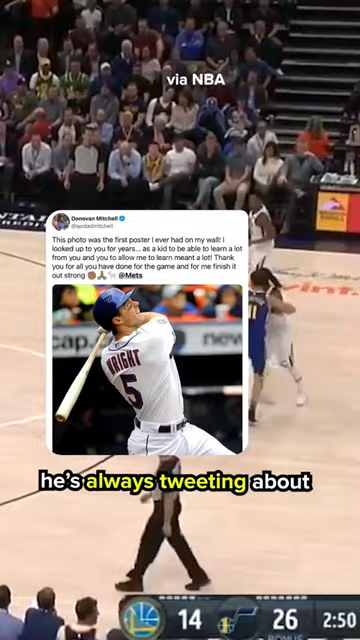 via NBA
Donovan Mitchell
@spidadmitchell
This photo was the first poster I ever had on my wall! I
looked up to you for years... as a kid to be able to learn a lot
from you and you to allow me to learn meant a lot! Thank
you for all you have done for the game and for me finish it
out strong ✊🏾🙏🏾🐐 @Mets
WRIGHT
5
he's always tweeting about
14
26
2:50
BONUS